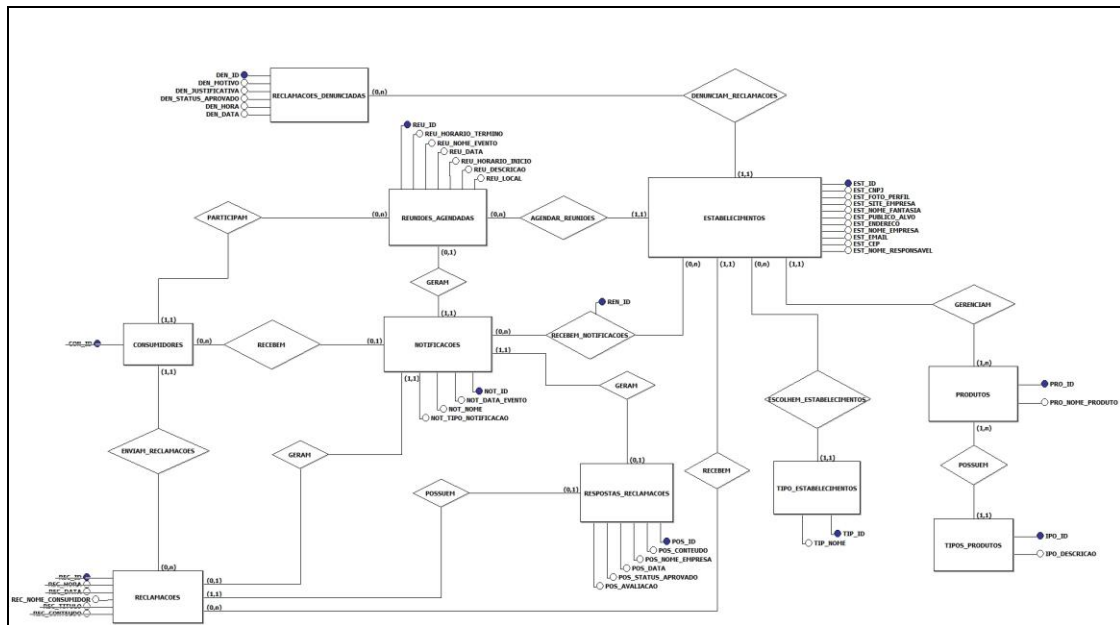 DEN_ID
DEN_MOTIVO
DEN_JUSTIFICATIVA
DEN_STATUS_APROVADO
DEN_HORA
DEN_DATA
RECLAMACOES_DENUNCIADAS
(0,n)
DENUNCIAM_RECLAMACOES
(1,1)
REU_ID
REU_HORARIO_TERMINO
REU_NOME_EVENTO
REU_DATA
REU_HORARIO_INICIO
REU_DESCRICAO
REU_LOCAL
PARTICIPAM
(0,n)
REUNIOES_AGENDADAS
(0,n)
AGENDAR_REUNIOES
(1,1)
ESTABELECIMENTOS
EST_ID
EST_CNPJ
EST_FOTO_PERFIL
EST_SITE_EMPRESA
EST_NOME_FANTASIA
EST_PUBLICO_ALVO
EST_ENDERECO
EST_NOME_EMPRESA
EST_EMAIL
EST_CEP
EST_NOME_RESPONSAVEL
(0,1)
(0,n)
(1,1)
(0,n)
(1,1)
GERAM
GERENCIAM
REN_ID
(1,1)
(1,1)
CONSUMIDORES
(0,n)
RECEBEM
(0,1)
NOTIFICACOES
(0,n)
RECEBEM_NOTIFICACOES
(1,1)
(1,1)
(1,1)
GERAM
(1,n)
PRODUTOS
PRO_ID
PRO_NOME_PRODUTO
NOT_ID
NOT_DATA_EVENTO
NOT_NOME
NOT_TIPO_NOTIFICACAO
ESCOLHEM_ESTABELECIMENTOS
(1,n)
ENVIAM_RECLAMACOES
GERAM
(0,1)
(1,1)
POSSUEM
RECEBEM
POSSUEM
(0,1)
RESPOSTAS_RECLAMACOES
TIPO_ESTABELECIMENTOS
(1,1)
TIPOS_PRODUTOS
IPO_ID
IPO_DESCRICAO
TIP_ID
TIP_NOME
POS_ID
POS_CONTEUDO
POS_NOME_EMPRESA
POS_DATA
POS_STATUS_APROVADO
POS_AVALIACAO
(0,n)
REC_ID
REC_HORA
REC_DATA
REC_NOME_CONSUMIDOR
REC_TITULO
REC_CONTEUDO
RECLAMACOES
(0,1)
(1,1)
(0,n)